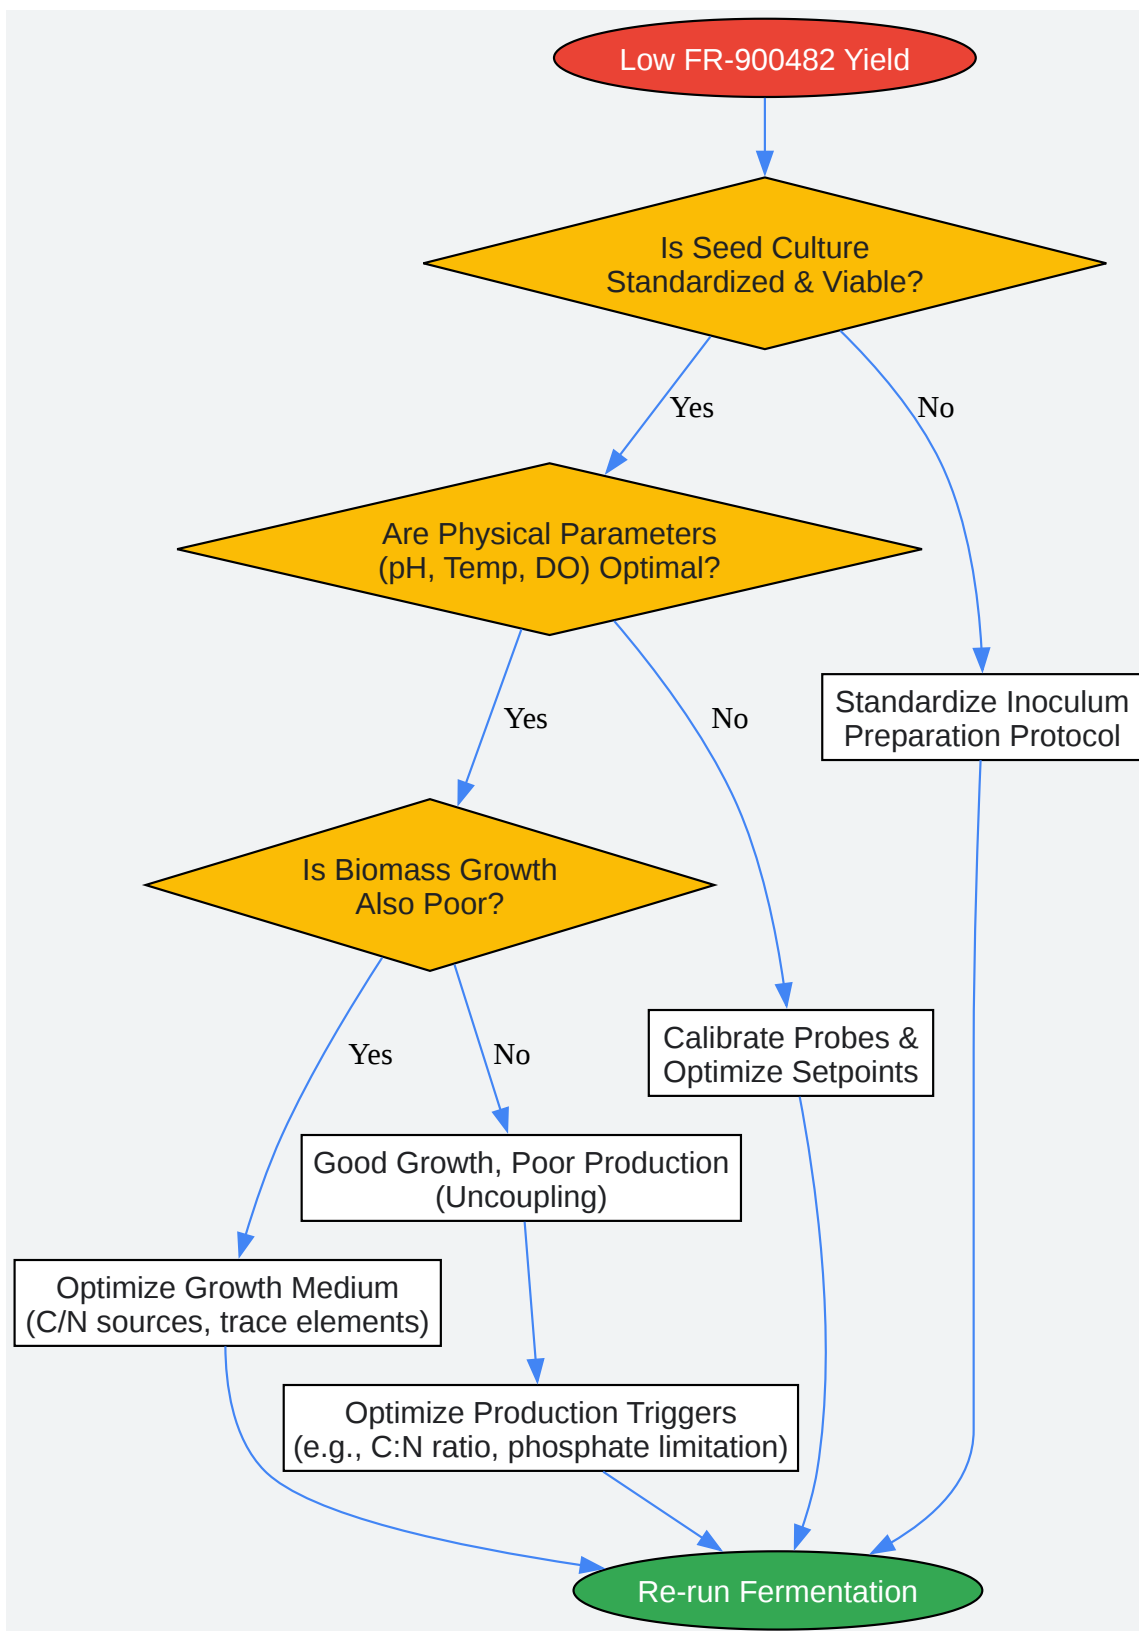 Low FR-900482 Yield
Is Seed Culture
Standardized & Viable?
Yes
No
Are Physical Parameters
(pH, Temp, DO) Optimal?
Yes
No
Standardize Inoculum
Preparation Protocol
Is Biomass Growth
Also Poor?
Yes
No
Calibrate Probes &
Optimize Setpoints
Good Growth, Poor Production
(Uncoupling)
Optimize Growth Medium
(C/N sources, trace elements)
Optimize Production Triggers
(e.g., C:N ratio, phosphate limitation)
Re-run Fermentation